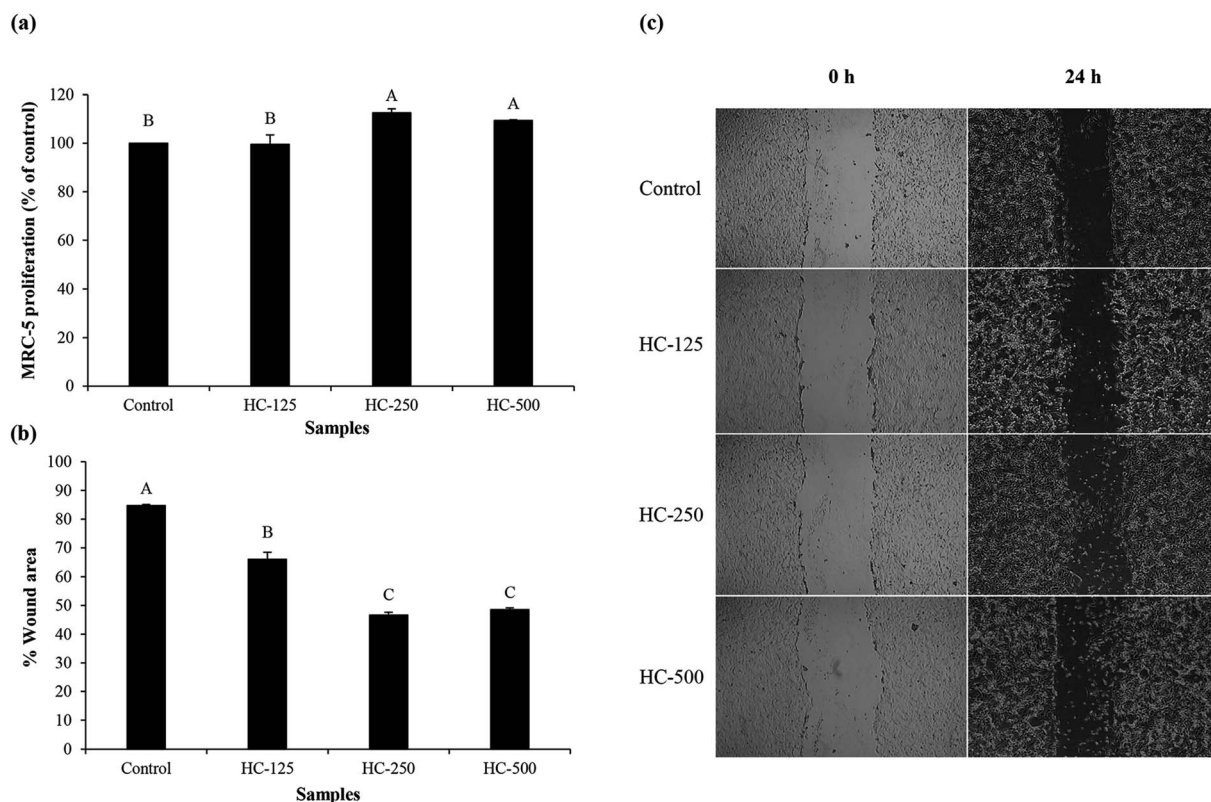 (a)
MRC-5 proliferation (% of control)
120
100
80
60
40
20
0
B
B
A
A
Control
HC-125
HC-250
HC-500
Samples
(b)
% Wound area
100
90
80
70
60
50
40
30
20
10
0
A
B
C
C
Control
HC-125
HC-250
HC-500
Samples
(c)
0 h
24 h
Control
HC-125
HC-250
HC-500